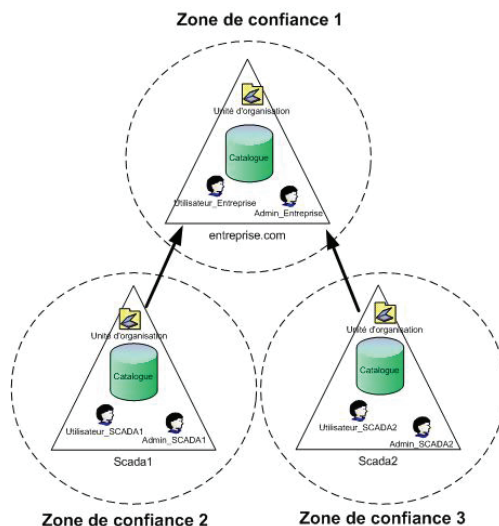 Zone de confiance 1
Unité d'organisation
Catalogue
Utilisateur_Entreprise
Admin_Entreprise
entreprise.com
Unité d'organisation
Catalogue
Utilisateur_SCADA1
Admin_SCADA1
Scada1
Zone de confiance 2
Unité d'organisation
Catalogue
Utilisateur_SCADA2
Admin_SCADA2
Scada2
Zone de confiance 3